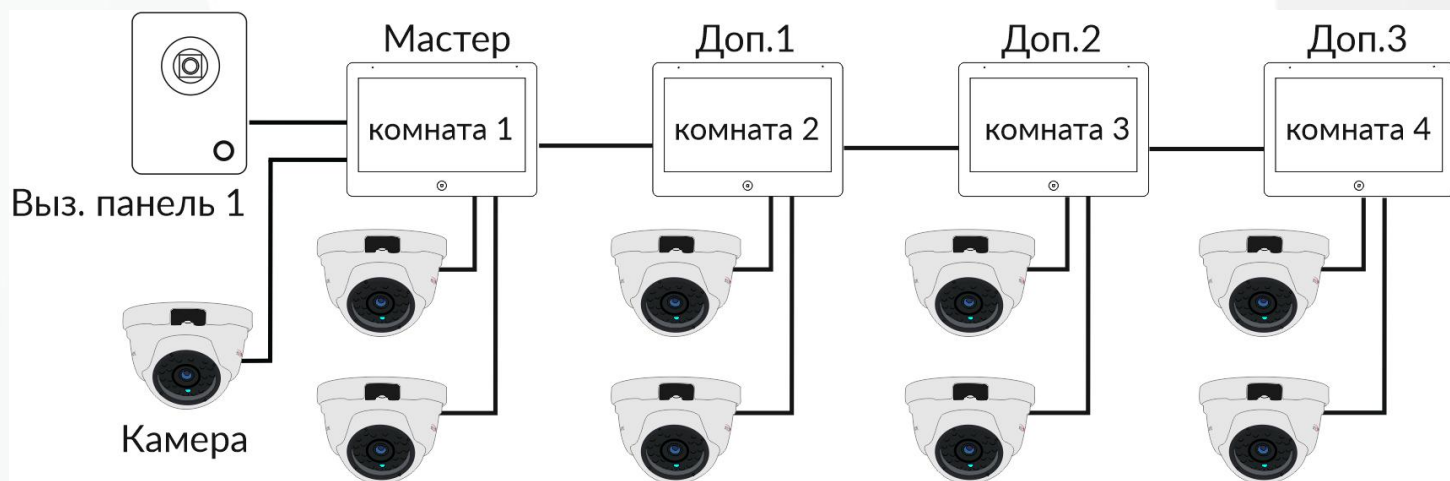 Мастер
Доп.1
Доп.2
Доп.3
комната 1
комната 2
комната 3
комната 4
Выз. панель 1
Камера